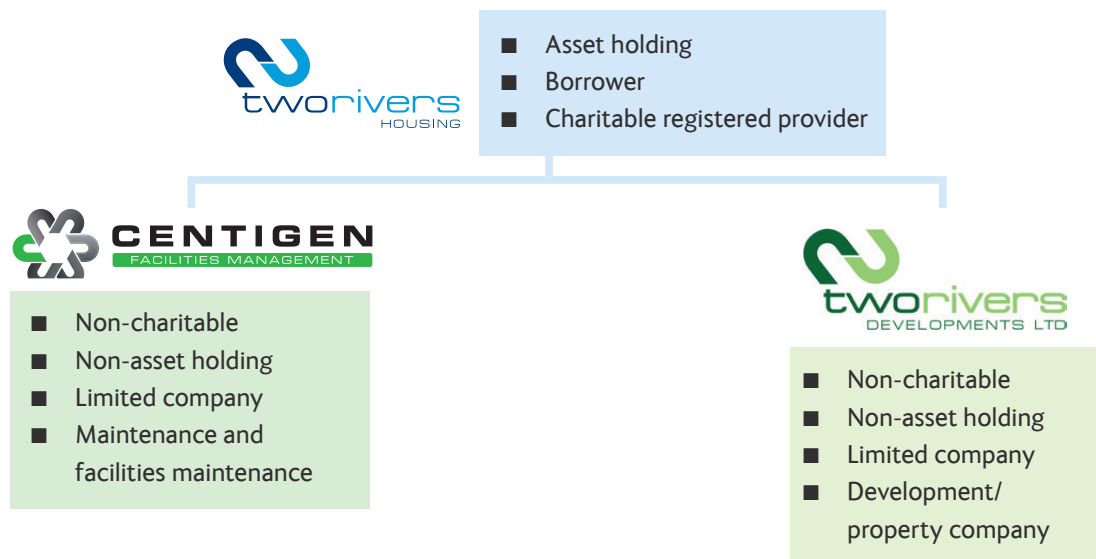 tworivers
HOUSING
■ Asset holding
■ Borrower
■ Charitable registered provider
CENTIGEN
FACILITIES MANAGEMENT
■ Non-charitable
■ Non-asset holding
■ Limited company
■ Maintenance and
facilities maintenance
tworivers
DEVELOPMENTS LTD
■ Non-charitable
■ Non-asset holding
■ Limited company
■ Development/
property company